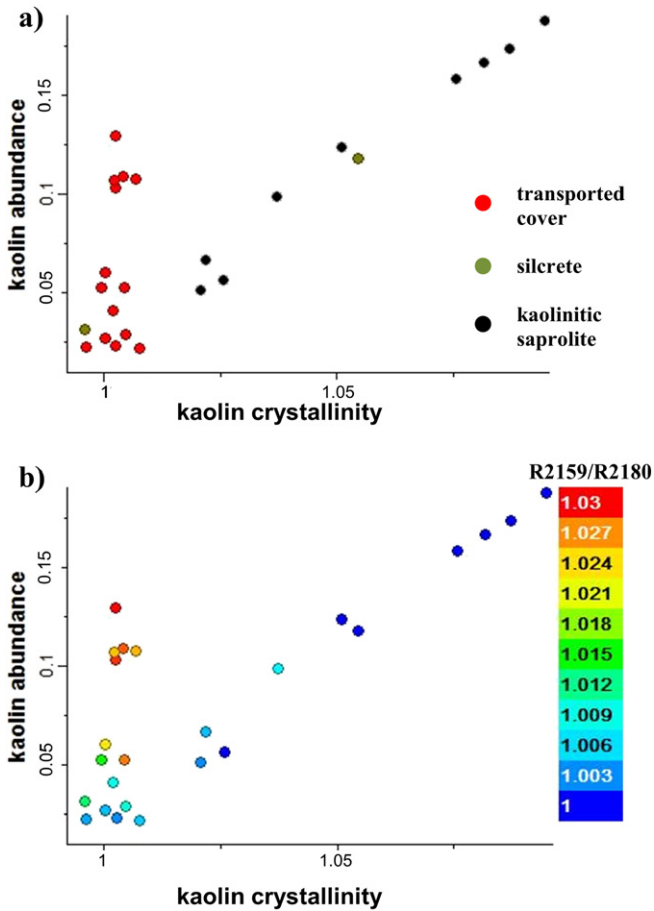 a)
0.15
0.1
0.05
kaolin abundance
1
1.05
kaolin crystallinity
transported
cover
silcrete
kaolinitic
saprolite
b)
R2159/R2180
0.15
0.1
0.05
kaolin abundance
1
1.05
kaolin crystallinity
1.03
1.027
1.024
1.021
1.018
1.015
1.012
1.009
1.006
1.003
1